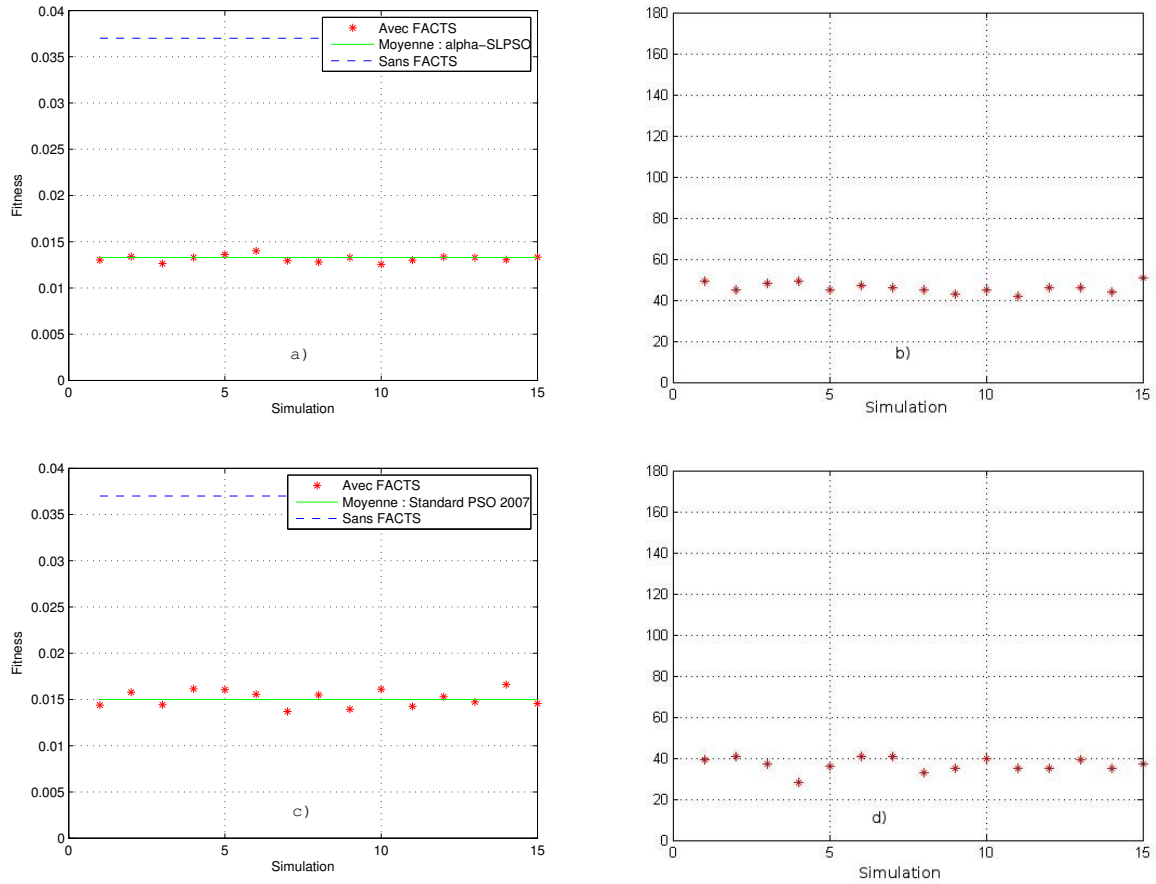 0.04
0.035
0.03
0.025
0.02
0.015
0.01
0.005
0
Fitness
Avec FACTS
Moyenne : alpha−SLPSO
Sans FACTS
a)
0 5 10 15
Simulation
180
160
140
120
100
80
60
40
20
0
b)
0 5 10 15
Simulation
0.04
0.035
0.03
0.025
0.02
0.015
0.01
0.005
0
Fitness
Avec FACTS
Moyenne : Standard PSO 2007
Sans FACTS
c)
0 5 10 15
Simulation
180
160
140
120
100
80
60
40
20
0
d)
0 5 10 15
Simulation